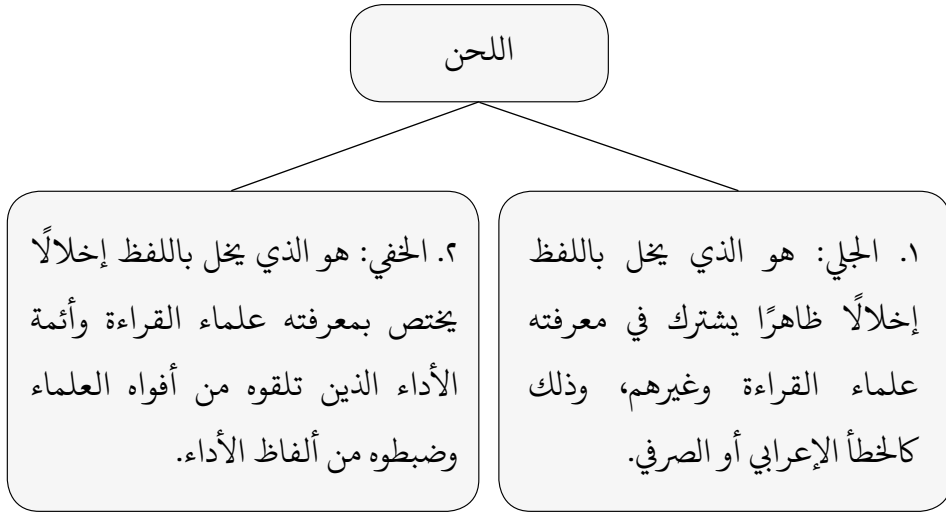 اللحن
١. الجلي: هو الذي يخل باللفظ
إخلالًا ظاهرًا يشترك في معرفته
علماء القراءة وغيرهم، وذلك
كالخطأ الإعرابي أو الصرفي.
٢. الخفي: هو الذي يخل باللفظ إخلالًا
يختص بمعرفته علماء القراءة وأئمة
الأداء الذين تلقوه من أفواه العلماء
وضبطوه من ألفاظ الأداء.